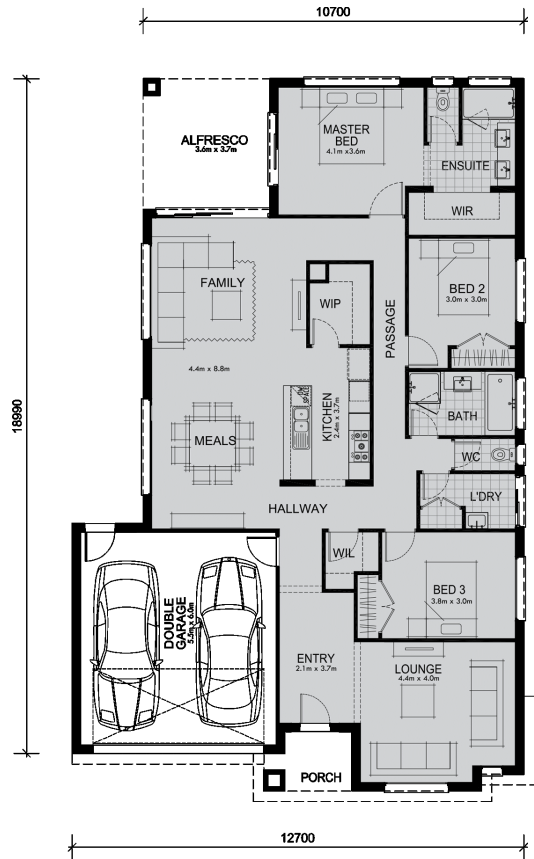 10700
18990
ALFRESCO
3.6m x 3.7m
MASTER
BED
4.1m x3.6m
ENSUITE
WIR
FAMILY
WIP
PASSAGE
BED 2
3.0m x 3.0m
4.4m x 8.8m
KITCHEN
2.4m x 3.7m
MEALS
BATH
WC
L'DRY
HALLWAY
WIL
BED 3
3.8m x 3.0m
DOUBLE
GARAGE
5.5m x 6.0m
ENTRY
2.1m x 3.7m
LOUNGE
4.4m x 4.0m
PORCH
12700